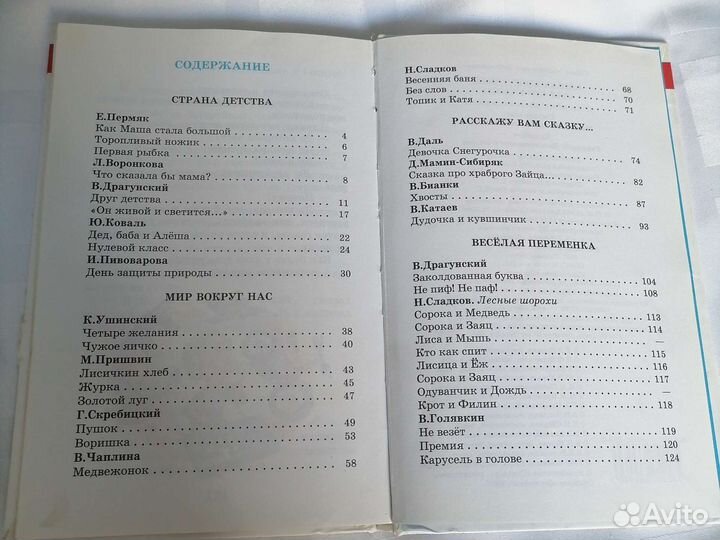 СОДЕРЖАНИЕ
СТРАНА ДЕТСТВА
Е.Пермяк
Как Маша стала большой . . . . . . . . . . . . 4
Торопливый ножик . . . . . . . . . . . . 6
Первая рыбка . . . . . . . . . . . . 7
Л.Воронкова
Что сказала бы мама? . . . . . . . . . . . . 8
В.Драгунский
Друг детства . . . . . . . . . . . . 11
«Он живой и светится...» . . . . . . . . . . . . 17
Ю.Коваль
Дед, баба и Алёша . . . . . . . . . . . . 22
Нулевой класс . . . . . . . . . . . . 24
И.Пивоварова
День защиты природы . . . . . . . . . . . . 30
МИР ВОКРУГ НАС
К.Ушинский
Четыре желания . . . . . . . . . . . . 38
Чужое яичко . . . . . . . . . . . . 40
М.Пришвин
Лисичкин хлеб . . . . . . . . . . . . 43
Журка . . . . . . . . . . . . 45
Золотой луг . . . . . . . . . . . . 47
Г.Скребицкий
Пушок . . . . . . . . . . . . 49
Воришка . . . . . . . . . . . . 53
В.Чаплина
Медвежонок . . . . . . . . . . . . 58
Н.Сладков
Весенняя баня . . . . . . . . . . . . 68
Без слов . . . . . . . . . . . . 70
Топик и Катя . . . . . . . . . . . . 71
РАССКАЖУ ВАМ СКАЗКУ...
В.Даль
Девочка Снегурочка . . . . . . . . . . . . 74
Д.Мамин-Сибиряк
Сказка про храброго Зайца... . . . . . . . . . . . . 82
В.Бианки
Хвосты . . . . . . . . . . . . 87
В.Катаев
Дудочка и кувшинчик . . . . . . . . . . . . 93
ВЕСЁЛАЯ ПЕРЕМЕНКА
В.Драгунский
Заколдованная буква . . . . . . . . . . . . 104
Не пиф! Не паф! . . . . . . . . . . . . 108
Н.Сладков. Лесные шорохи
Сорока и Медведь . . . . . . . . . . . . 113
Сорока и Заяц . . . . . . . . . . . . 114
Лиса и Мышь . . . . . . . . . . . . —
Кто как спит . . . . . . . . . . . . 115
Лисица и Ёж . . . . . . . . . . . . 116
Сорока и Заяц . . . . . . . . . . . . 117
Одуванчик и Дождь . . . . . . . . . . . . —
Крот и Филин . . . . . . . . . . . . 118
В.Голявкин
Не везёт . . . . . . . . . . . . 119
Премия . . . . . . . . . . . . 120
Карусель в голове . . . . . . . . . . . . 124
Avito